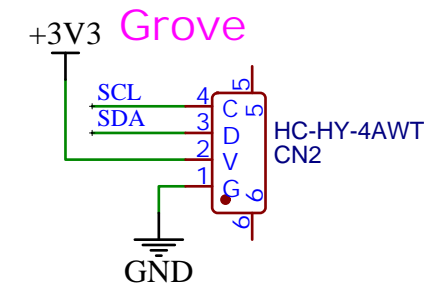 Grove
+3V3
5
SCL 4 C 5
SDA 3 D
2 V
1 G 6
6
HC-HY-4AWT
CN2
GND